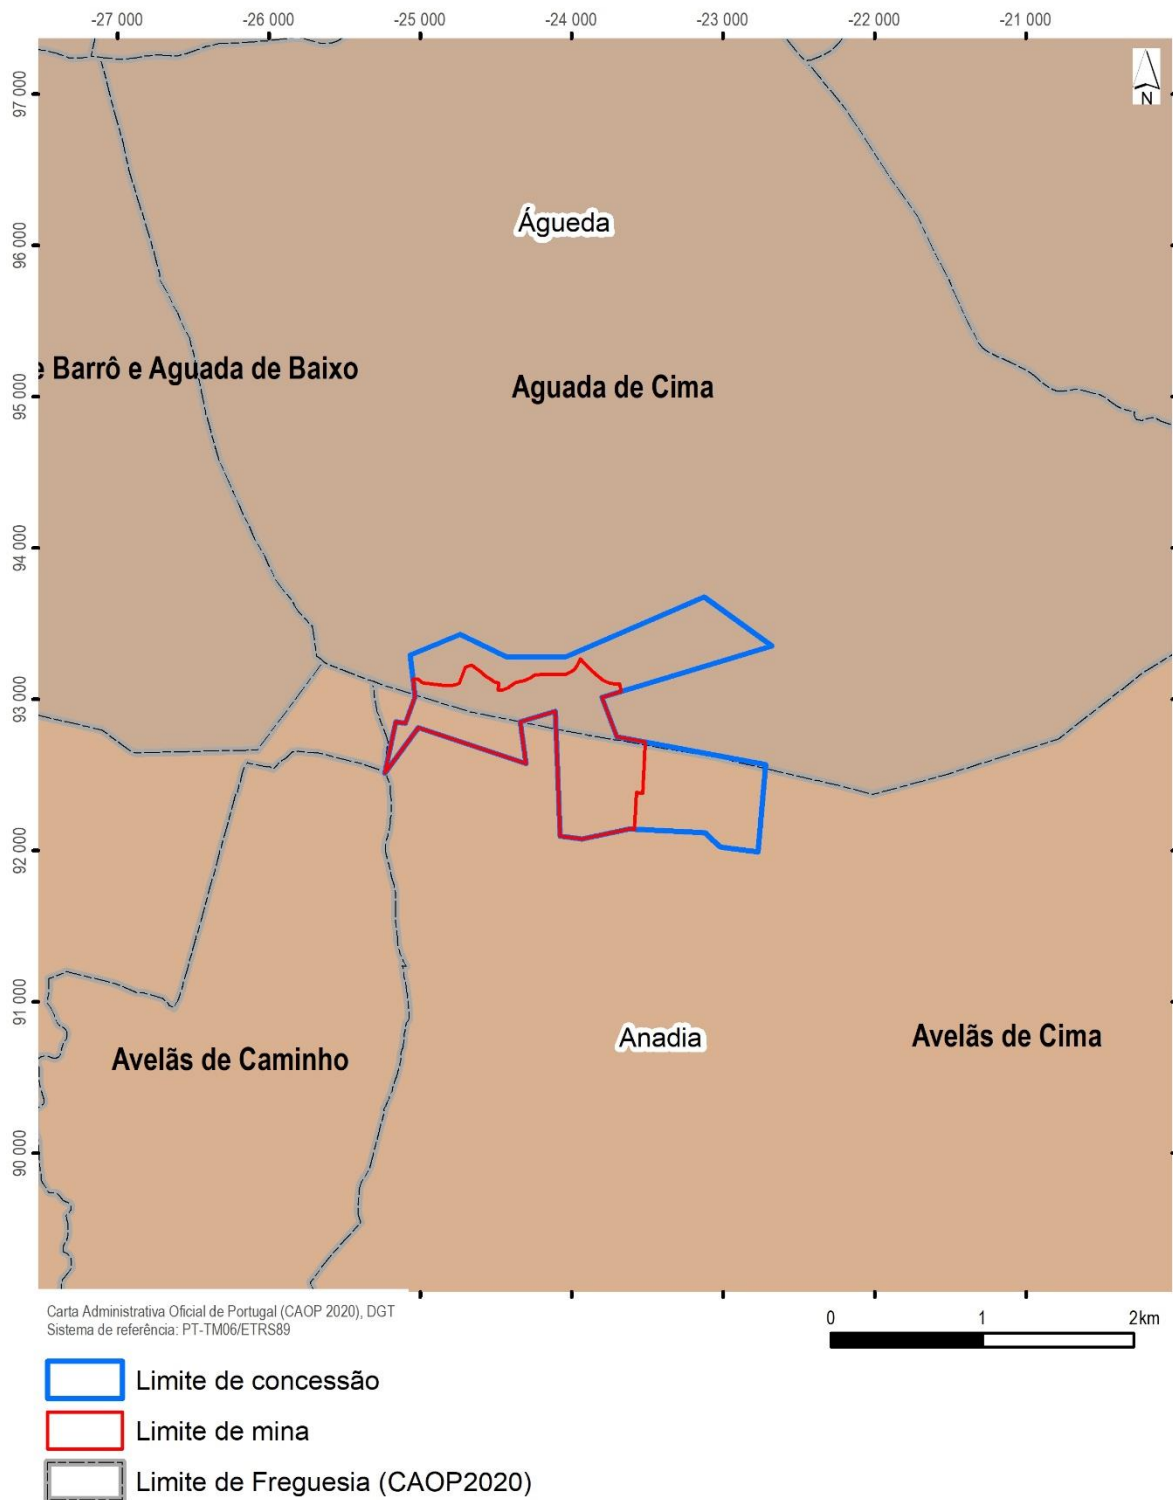 -27 000 -26 000 -25 000 -24 000 -23 000 -22 000 -21 000
97 000
N
Águeda
96 000
e Barrô e Aguada de Baixo
Aguada de Cima
95 000
94 000
93 000
92 000
91 000
Anadia
Avelãs de Cima
Avelãs de Caminho
90 000
Carta Administrativa Oficial de Portugal (CAOP 2020), DGT
Sistema de referência: PT-TM06/ETRS89
0 1 2km
Limite de concessão
Limite de mina
Limite de Freguesia (CAOP2020)